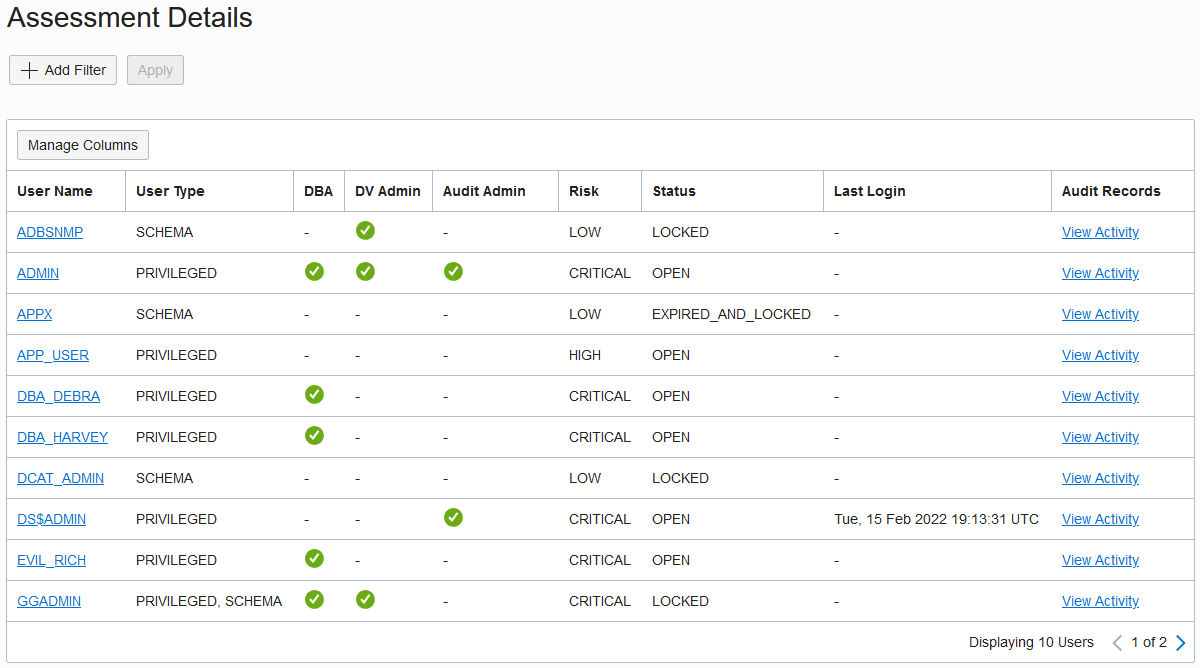 Assessment Details
Add Filter Apply
Manage Columns
User Name User Type DBA DV Admin Audit Admin Risk Status Last Login Audit Records
ADBSNMP SCHEMA - - LOW LOCKED - View Activity
ADMIN PRIVILEGED CRITICAL OPEN - View Activity
APPX SCHEMA - - - LOW EXPIRED_AND_LOCKED - View Activity
APP_USER PRIVILEGED - - - HIGH OPEN - View Activity
DBA_DEBRA PRIVILEGED - - CRITICAL OPEN - View Activity
DBA_HARVEY PRIVILEGED - - CRITICAL OPEN - View Activity
DCAT_ADMIN SCHEMA - - - LOW LOCKED - View Activity
DS$ADMIN PRIVILEGED - - CRITICAL OPEN Tue, 15 Feb 2022 19:13:31 UTC View Activity
EVIL_RICH PRIVILEGED - - CRITICAL OPEN - View Activity
GGADMIN PRIVILEGED, SCHEMA - CRITICAL LOCKED - View Activity
Displaying 10 Users 1 of 2